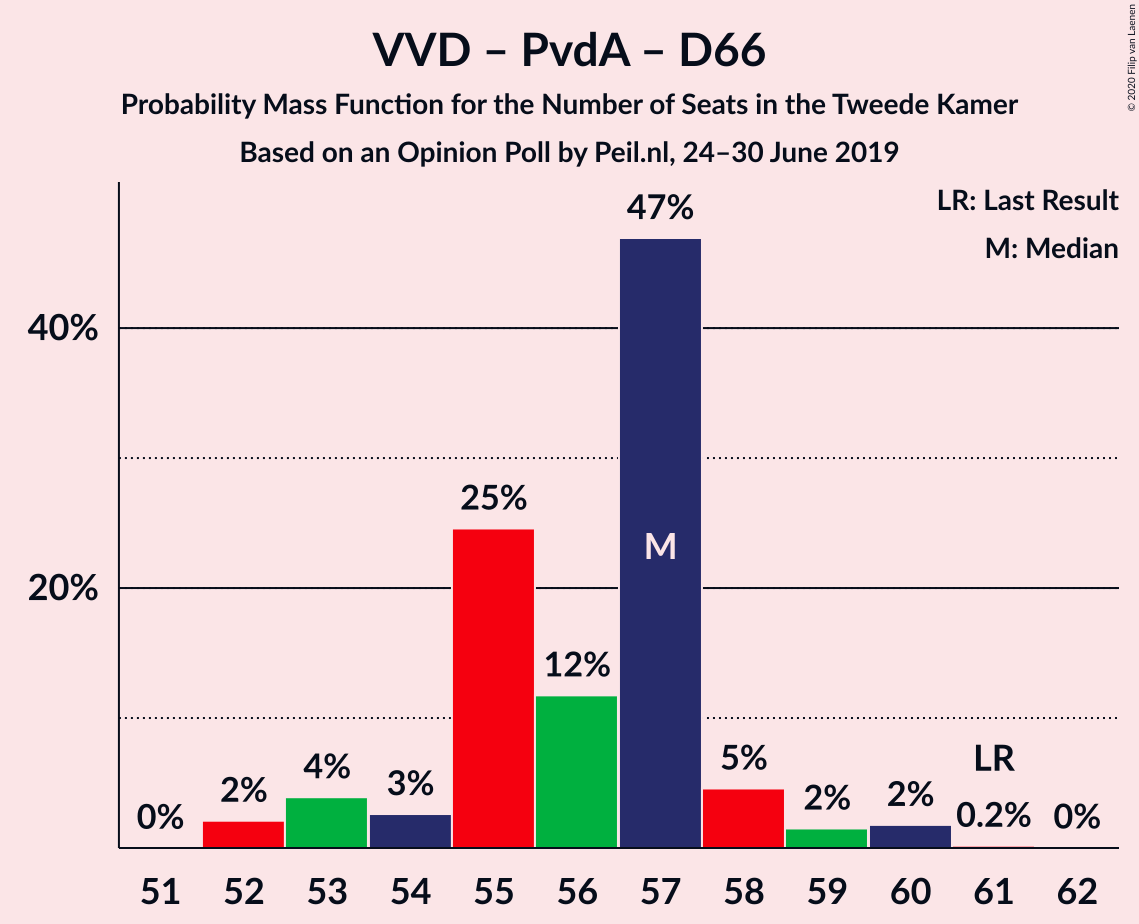 VVD – PvdA – D66
Probability Mass Function for the Number of Seats in the Tweede Kamer
Based on an Opinion Poll by Peil.nl, 24–30 June 2019
© 2020 Filip van Laenen
LR: Last Result
M: Median
40%
20%
0%
2%
4%
3%
25%
12%
47%
M
5%
2%
2%
LR
0.2%
0%
51 52 53 54 55 56 57 58 59 60 61 62